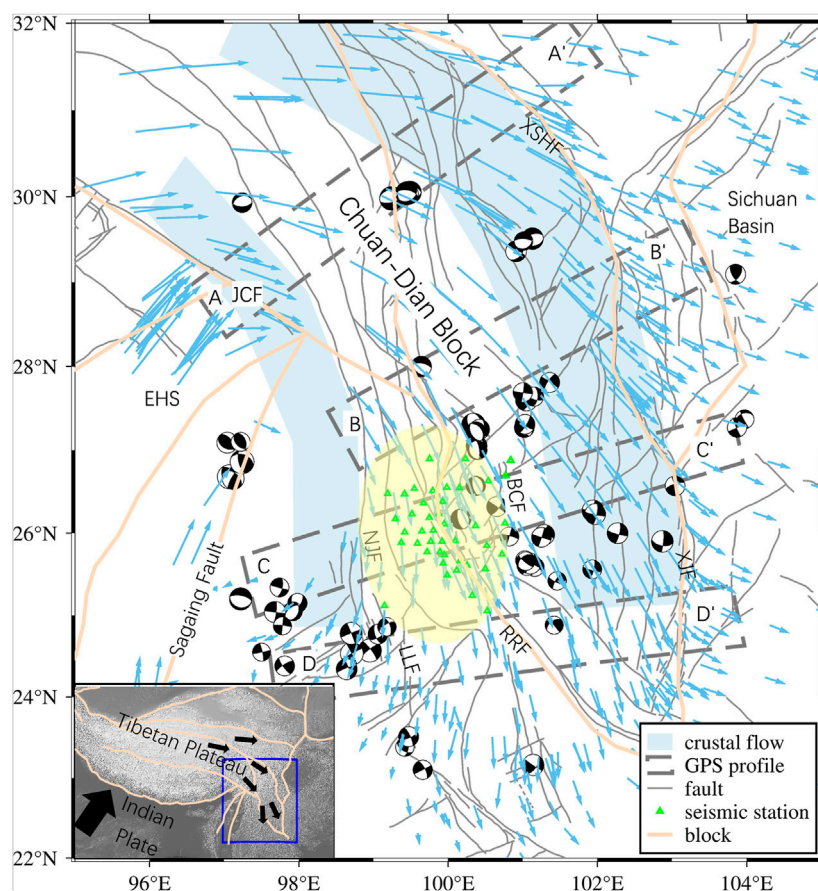 32°N
30°N
28°N
26°N
24°N
22°N
96°E
98°E
100°E
102°E
104°E
A'
XSHF
Sichuan
Basin
Chuan-Dian Block
B'
A
JCF
EHS
B
C'
BCF
NJF
XJF
C
Sagaing Fault
D'
D
LLF
RRF
Tibetan Plateau
Indian
Plate
crustal flow
GPS profile
fault
seismic station
block